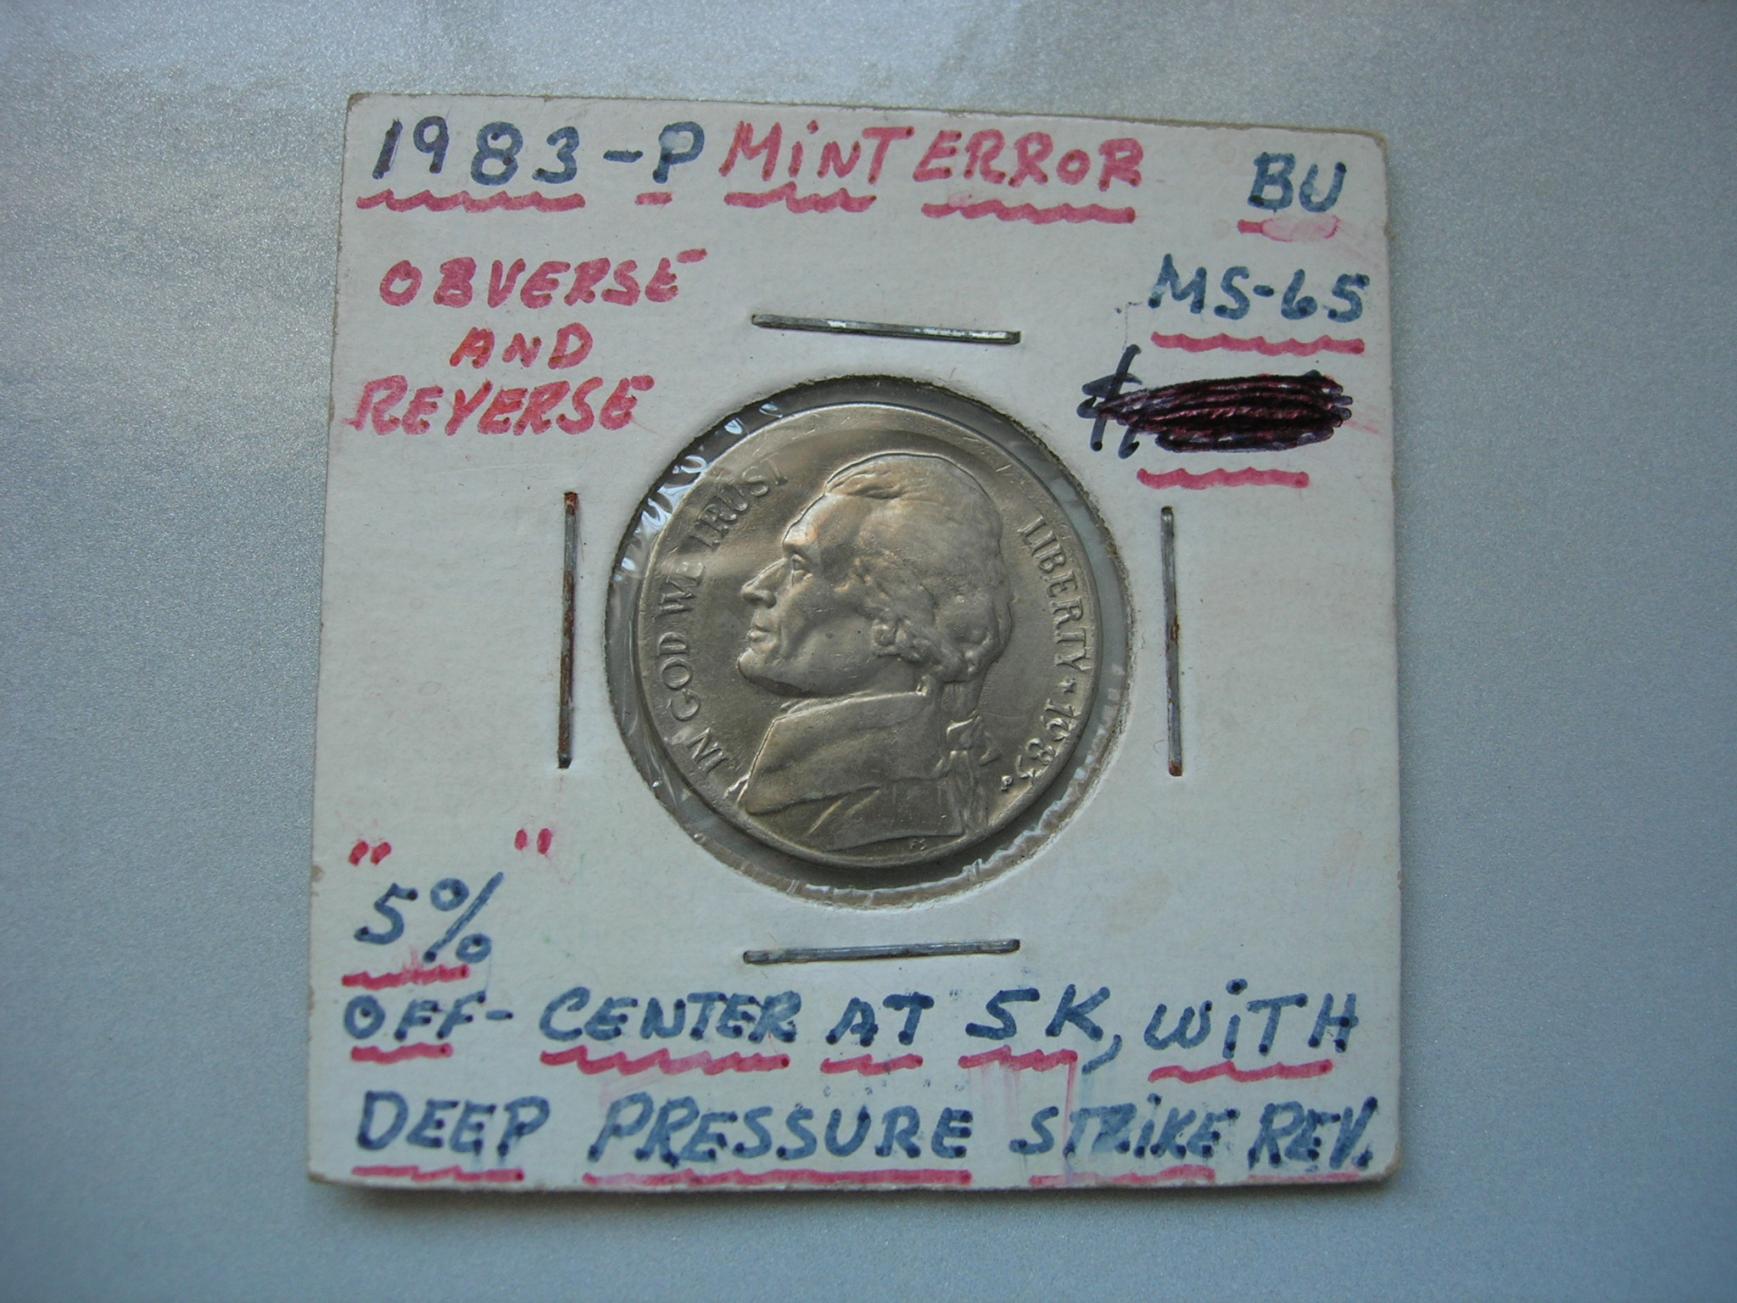 1983-P MiNT ERROR BU
OBVERSE
AND
REVERSE
MS-65
$
IN GOD WE TRUST
LIBERTY ★ 1983
P
FS
" "
5%
OFF-CENTER AT 5K, WiTH
DEEP PRESSURE STRiKE REV.